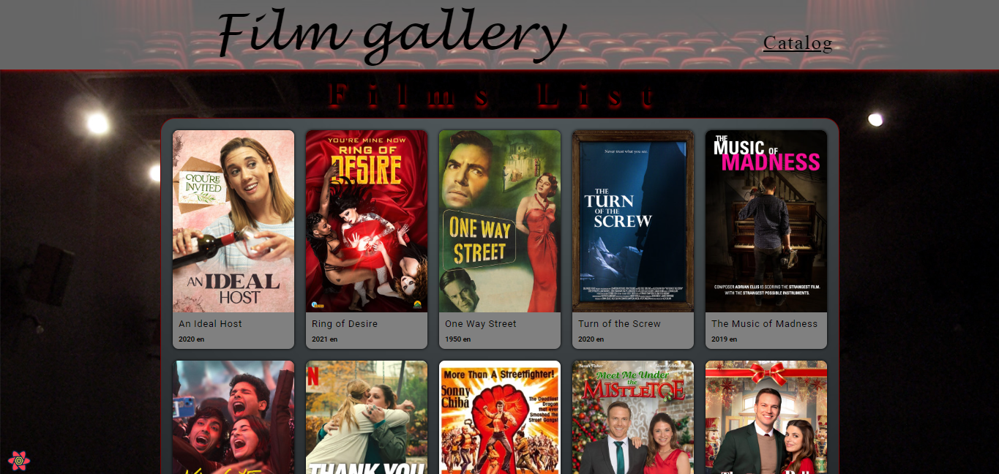 Film gallery
Catalog
Films List
YOU'RE INVITED
AN IDEAL HOST
An Ideal Host
2020 en
YOU'RE MINE NOW
RING OF DESIRE
Ring of Desire
2021 en
ONE WAY STREET
One Way Street
1950 en
Never trust what you see.
THE TURN OF THE SCREW
Turn of the Screw
2020 en
THE MUSIC OF MADNESS
COMPOSER ADRIAN ELLIS IS SCORING THE STRANGEST FILM.
WITH THE STRANGEST POSSIBLE INSTRUMENTS.
The Music of Madness
2019 en
N
THANK YOU
More Than A Streetfighter!
Sonny Chiba
The Deadliest Dragon that ever Smashed the Street Gangs!
Sarah Fisher
Meet Me Under the MISTLETOE